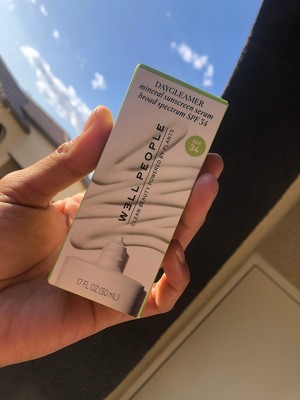 DAYGLEAMER
mineral sunscreen serum
broad spectrum SPF 34
SPF
34
W3LL PEOPLE
CLEAN BEAUTY POWERED BY PLANTS
1.7 FL OZ (50 mL)